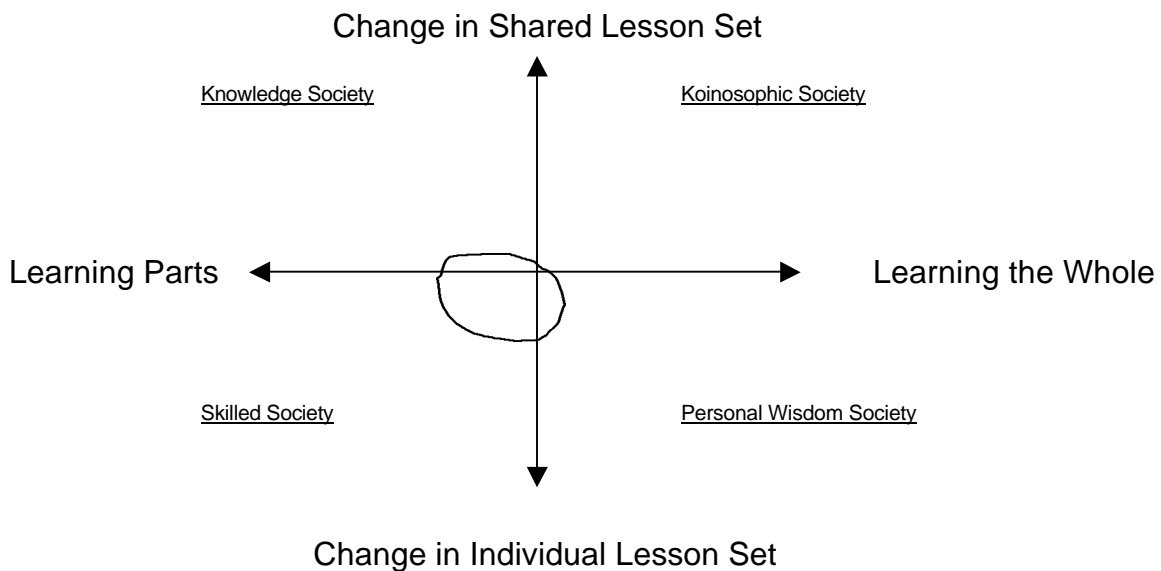 Change in Shared Lesson Set
Knowledge Society
Koinosophic Society
Learning Parts
Learning the Whole
Skilled Society
Personal Wisdom Society
Change in Individual Lesson Set